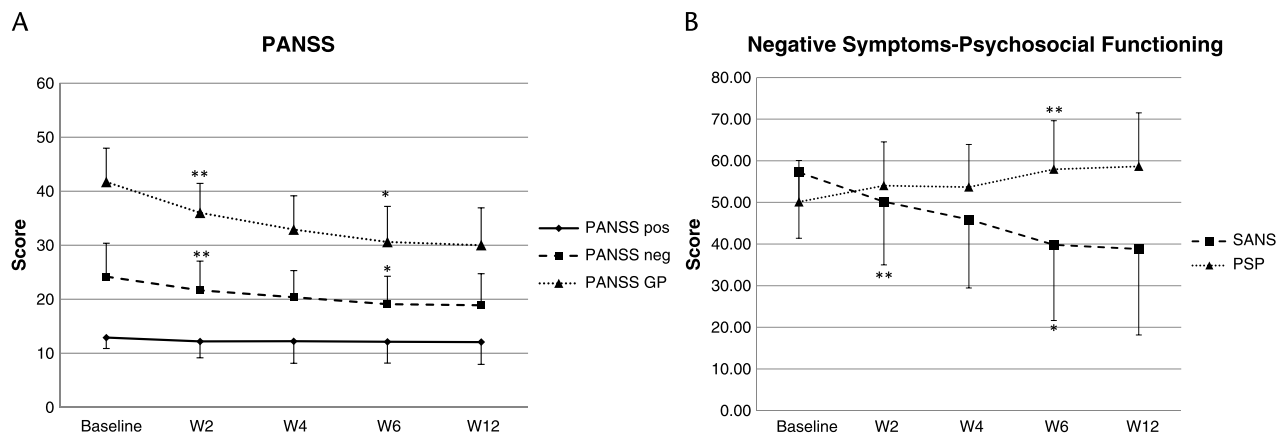 A
PANSS
60
50
40
30
20
10
0
Score
**
*
**
*
Baseline
W2
W4
W6
W12
PANSS pos
PANSS neg
PANSS GP
B
Negative Symptoms-Psychosocial Functioning
80.00
70.00
60.00
50.00
40.00
30.00
20.00
10.00
0.00
Score
**
**
*
Baseline
W2
W4
W6
W12
SANS
PSP